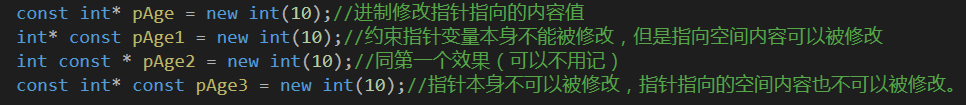 const int* pAge = new int(10);//进制修改指针指向的内容值
int* const pAge1 = new int(10);//约束指针变量本身不能被修改，但是指向空间内容可以被修改
int const * pAge2 = new int(10);//同第一个效果（可以不用记）
const int* const pAge3 = new int(10);//指针本身不可以被修改，指针指向的空间内容也不可以被修改。